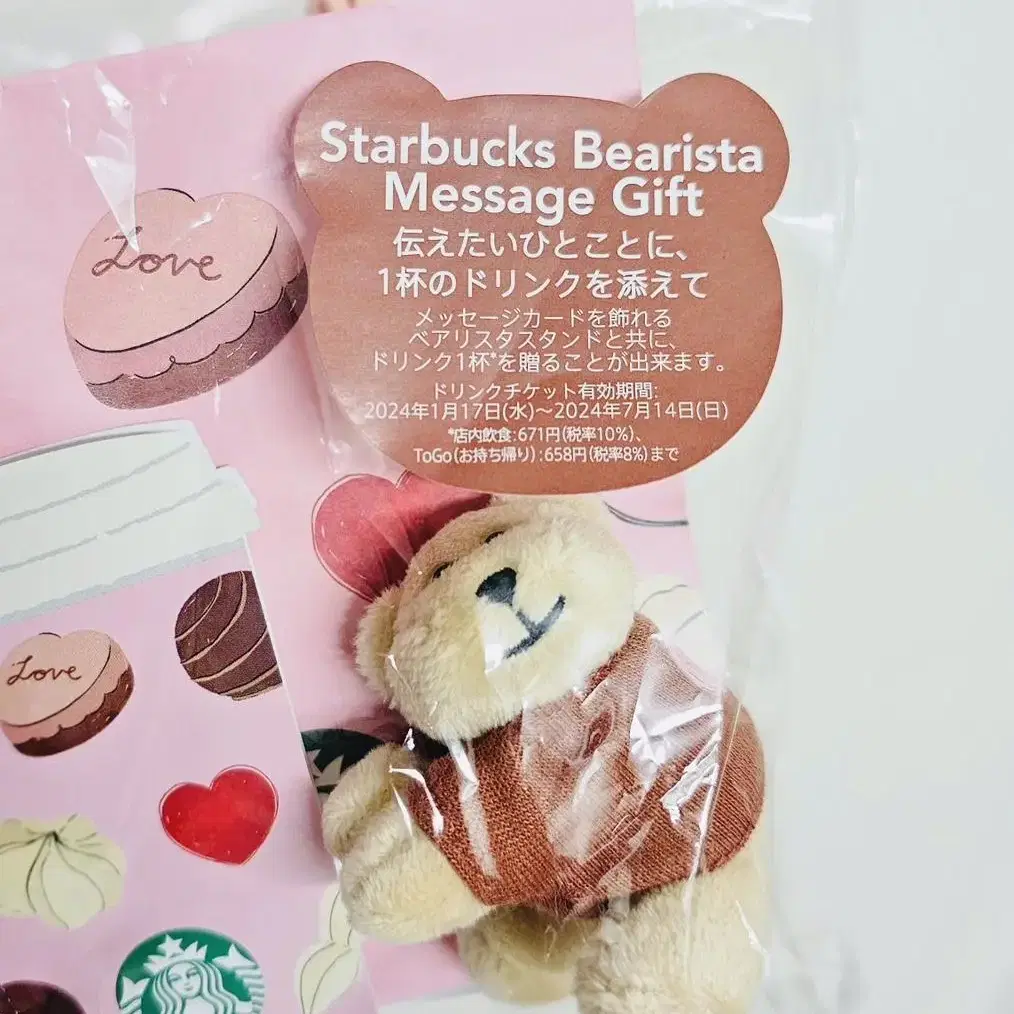 Starbucks Bearista
Message Gift
伝えたいひとことに、
1杯のドリンクを添えて
メッセージカードを飾れる
ベアリスタスタンドと共に、
ドリンク1杯*を贈ることが出来ます。
ドリンクチケット有効期間:
2024年1月17日(水)～2024年7月14日(日)
*店内飲食:671円(税率10%)、
ToGo(お持ち帰り):658円(税率8%)まで
Love
Love